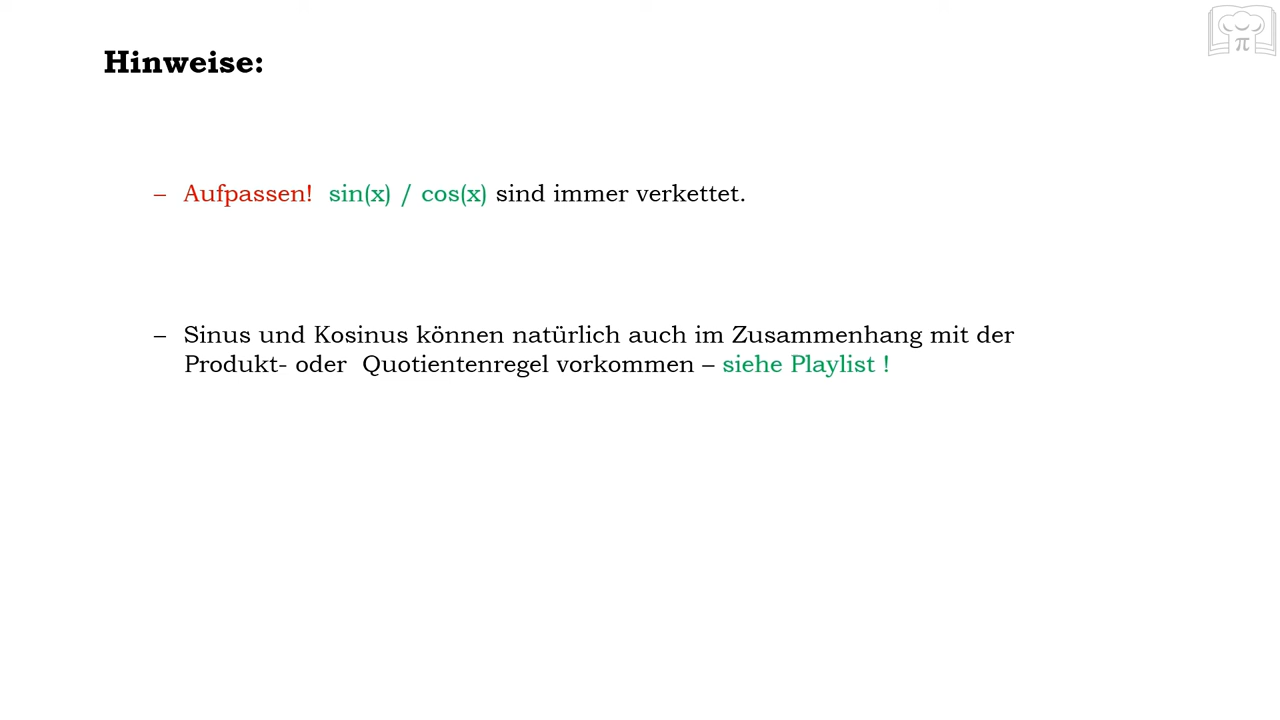 Hinweise:
– Aufpassen! sin(x) / cos(x) sind immer verkettet.
– Sinus und Kosinus können natürlich auch im Zusammenhang mit der
Produkt- oder Quotientenregel vorkommen – siehe Playlist !
π